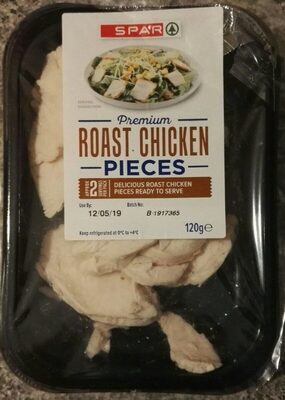 SPAR
Premium
ROAST CHICKEN
PIECES
2
DELICIOUS ROAST CHICKEN
PIECES READY TO SERVE
Use By: Batch No:
12/05/19 B 1917365
120g℮
Keep refrigerated at 0°C to +4°C